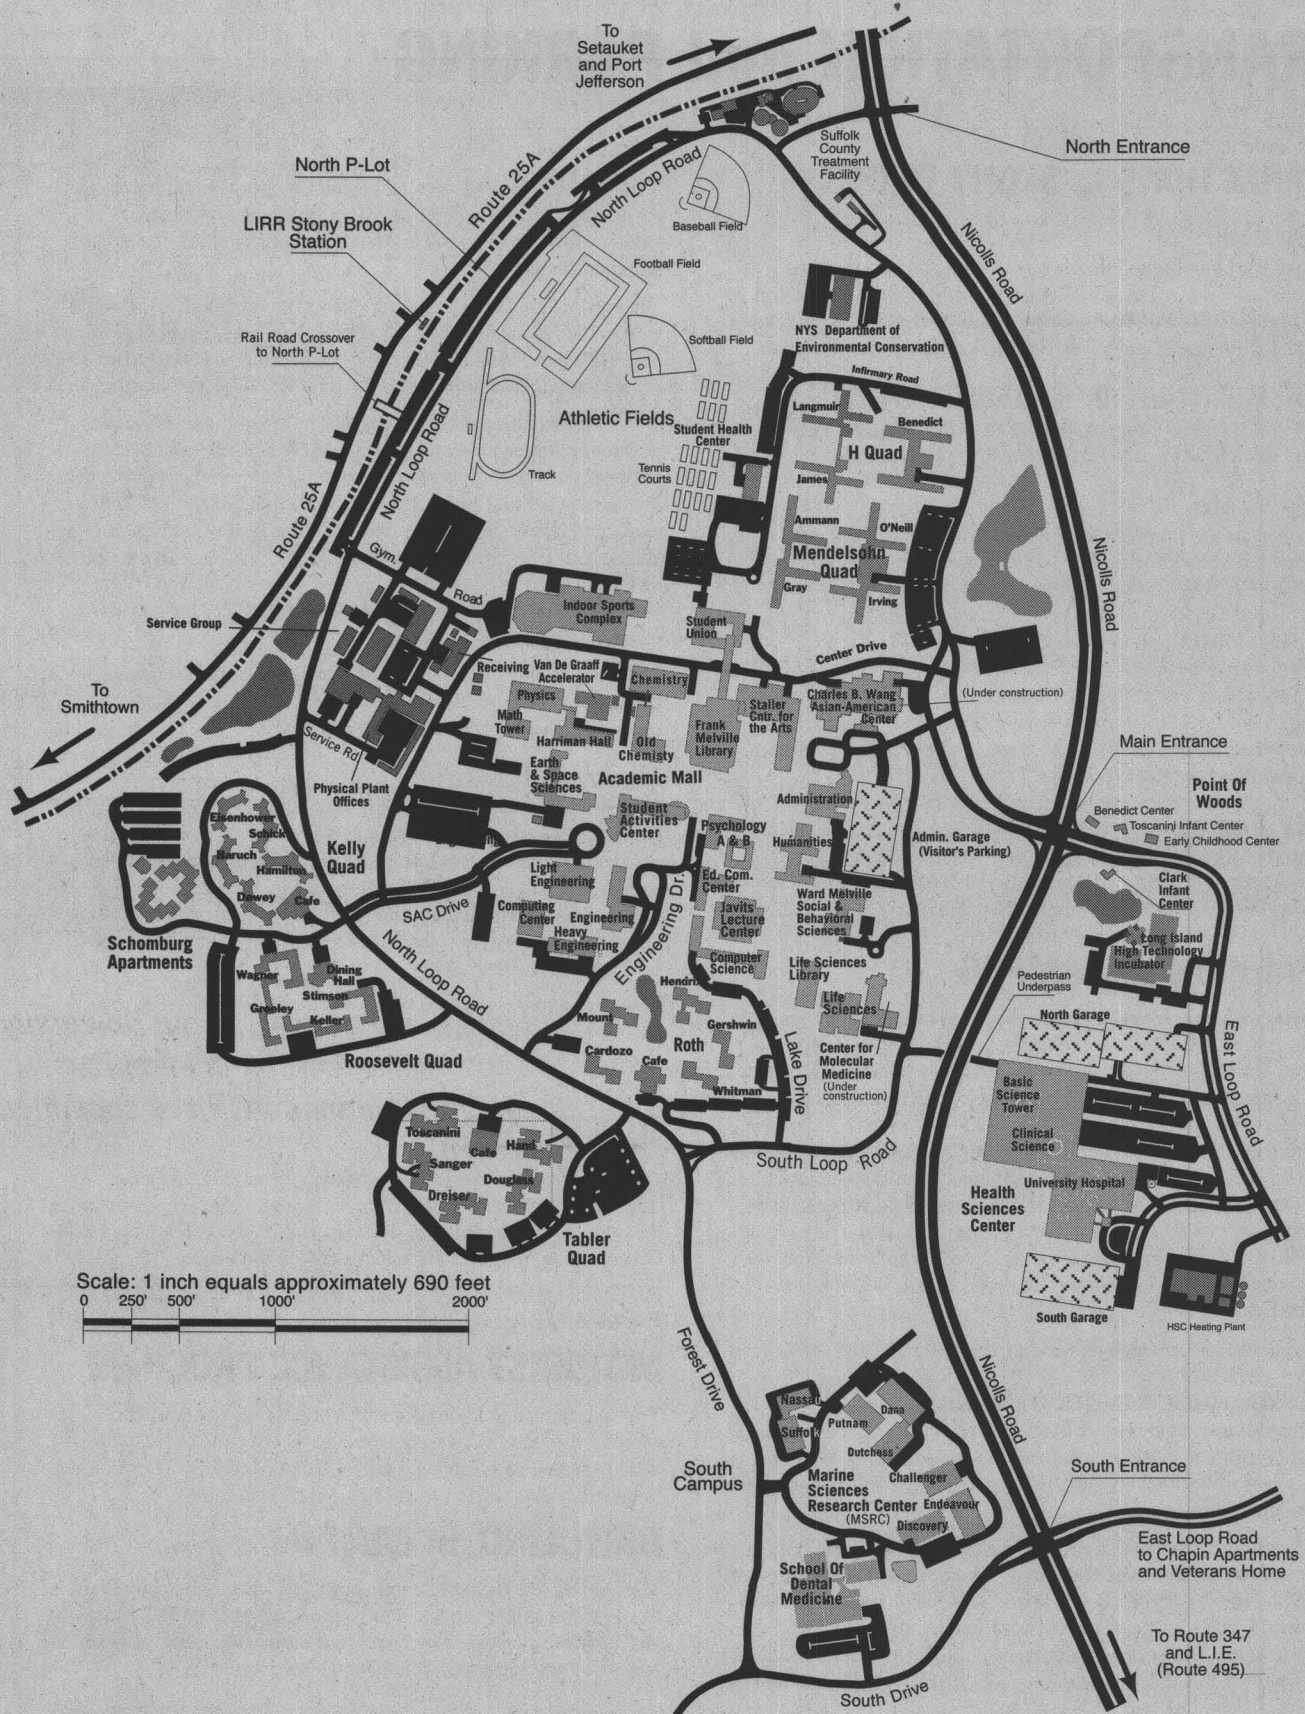 To
Setauket
and Port
Jefferson
North Entrance
Suffolk
County
Treatment
Facility
North P-Lot
Route 25A
North Loop Road
LIRR Stony Brook
Station
Baseball Field
Nicolls Road
Football Field
Rail Road Crossover
to North P-Lot
Softball Field
NYS Department of
Environmental Conservation
Infirmary Road
Langmuir
Benedict
Athletic Fields
Student Health
Center
H Quad
North Loop Road
Track
Tennis
Courts
James
Route 25A
Ammann
O'Neill
Mendelsohn
Quad
Gray
Irving
Nicolls Road
Gym.
Road
Indoor Sports
Complex
Service Group
Student
Union
Center Drive
Receiving
Van De Graaff
Accelerator
Chemistry
(Under construction)
To
Smithtown
Physics
Charles B. Wang
Asian-American
Center
Staller
Cntr. for
the Arts
Math
Tower
Frank
Melville
Library
Harriman Hall
Old
Chemisty
Service Rd.
Main Entrance
Earth
& Space
Sciences
Academic Mall
Physical Plant
Offices
Point Of
Woods
Administration
Benedict Center
Toscanini Infant Center
Early Childhood Center
Eisenhower
Schick
Student
Activities
Center
Psychology
A & B
Humanities
Admin. Garage
(Visitor's Parking)
Baruch
Hamilton
Kelly
Quad
Light
Engineering
Ed. Com.
Center
Clark
Infant
Center
Dewey
Cafe
SAC Drive
Computing
Center
Engineering
Heavy
Engineering
Engineering Dr.
Javits
Lecture
Center
Ward Melville
Social &
Behavioral
Sciences
Schomburg
Apartments
Long Island
High Technology
Incubator
North Loop Road
Computer
Science
Life Sciences
Library
Wagner
Dining
Hall
Stimson
Greeley
Keller
Hendrix
Pedestrian
Underpass
Life
Sciences
North Garage
Mount
Gershwin
Roosevelt Quad
Cardozo
Roth
Cafe
Lake Drive
Center for
Molecular
Medicine
(Under
construction)
East Loop Road
Whitman
Basic
Science
Tower
Clinical
Science
Toscanini
Cafe
Hand
Sanger
Douglass
Dreiser
South Loop Road
University Hospital
Health
Sciences
Center
Tabler
Quad
Scale: 1 inch equals approximately 690 feet
0 250' 500' 1000' 2000'
South Garage
HSC Heating Plant
Forest Drive
Nicolls Road
Nassau
Suffolk
Putnam
Dana
Dutchess
South
Campus
Marine
Sciences
Research Center
(MSRC)
Challenger
Endeavour
Discovery
South Entrance
East Loop Road
to Chapin Apartments
and Veterans Home
School Of
Dental
Medicine
To Route 347
and L.I.E.
(Route 495)
South Drive